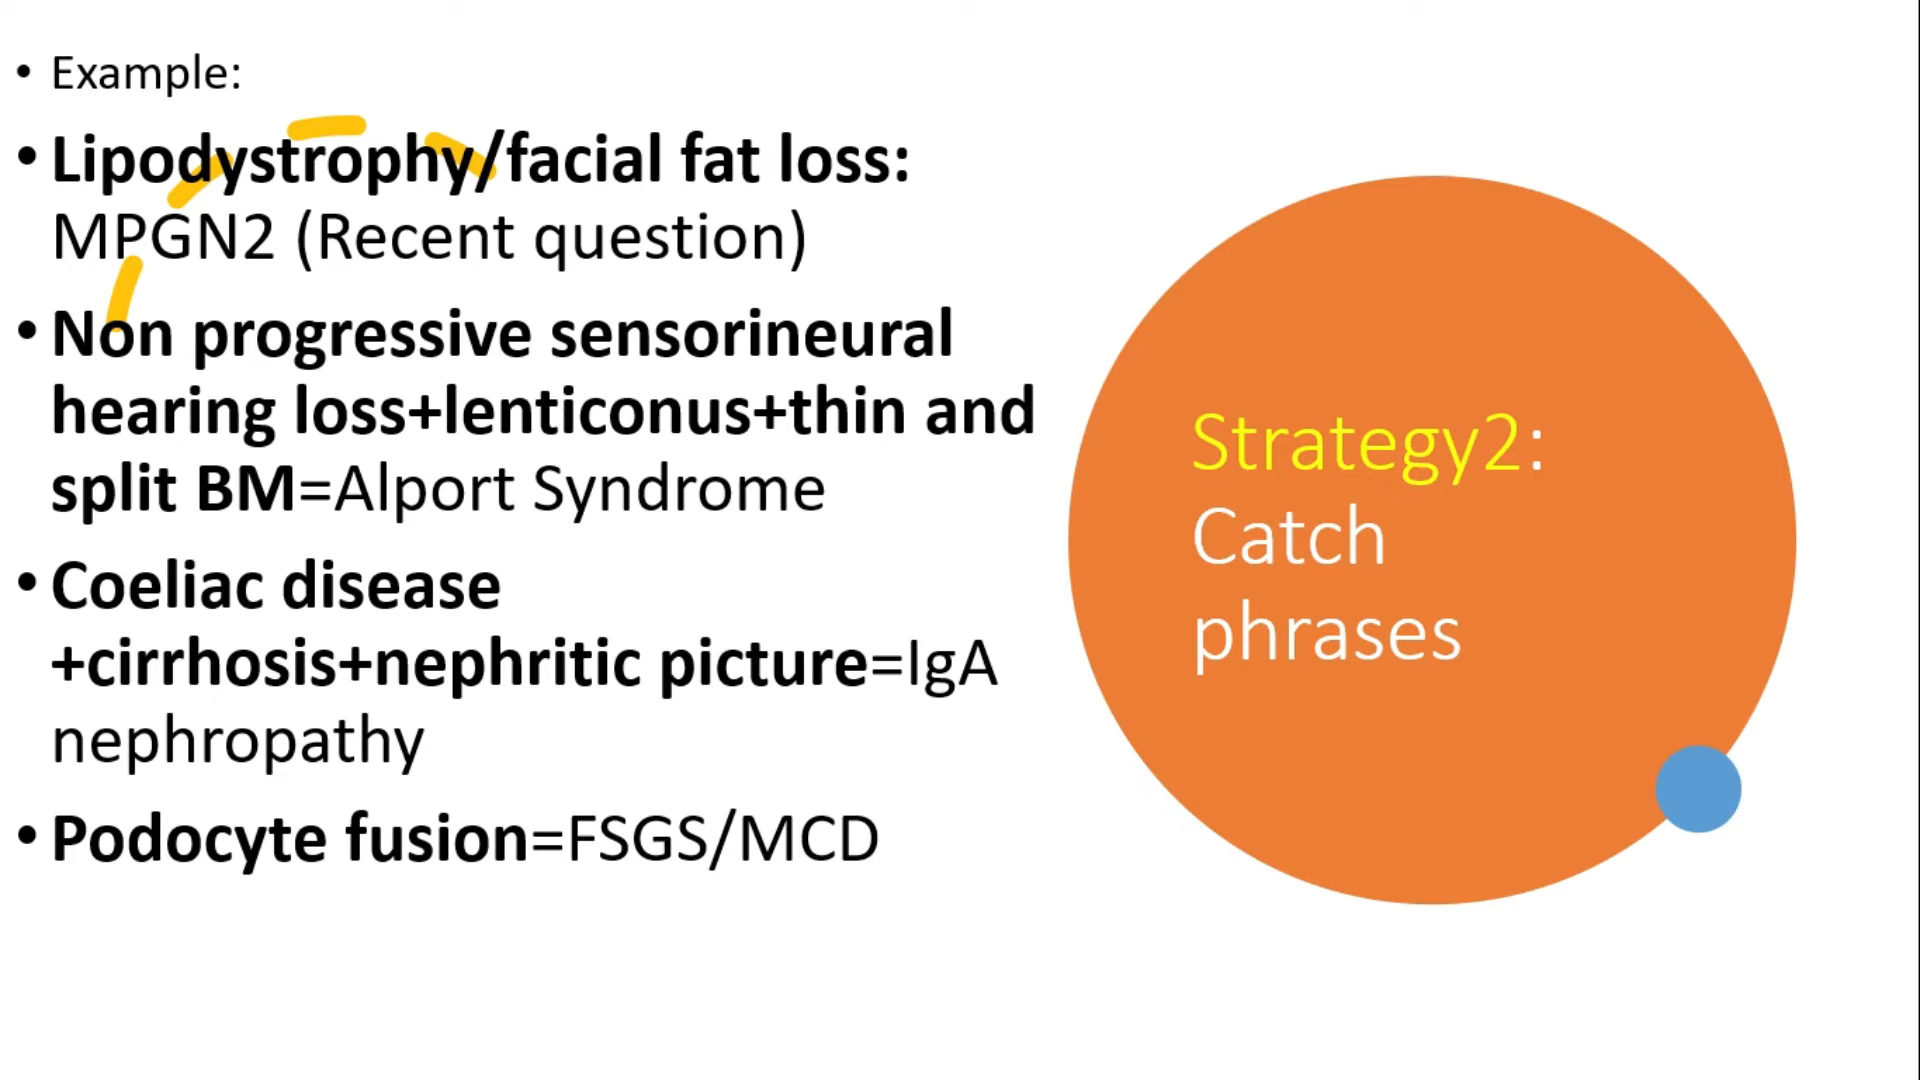 • Example:
• Lipodystrophy/facial fat loss:
MPGN2 (Recent question)
• Non progressive sensorineural
hearing loss+lenticonus+thin and
split BM=Alport Syndrome
• Coeliac disease
+cirrhosis+nephritic picture=IgA
nephropathy
• Podocyte fusion=FSGS/MCD
Strategy2:
Catch
phrases